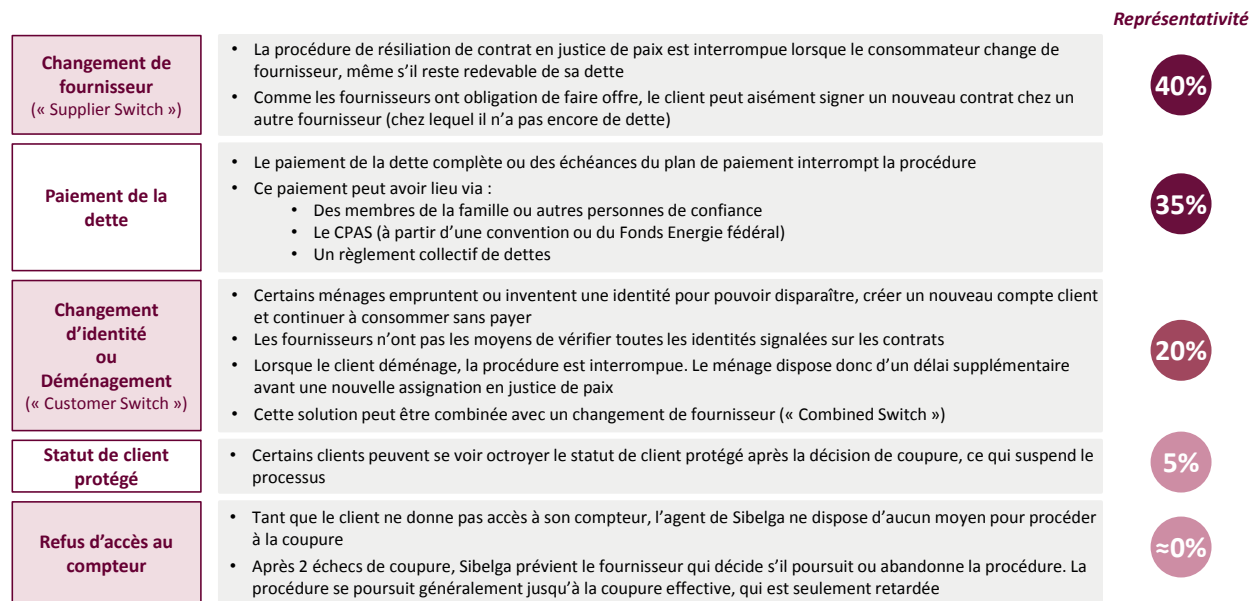 Représentativité
Changement de
fournisseur
(« Supplier Switch »)
• La procédure de résiliation de contrat en justice de paix est interrompue lorsque le consommateur change de
fournisseur, même s’il reste redevable de sa dette
• Comme les fournisseurs ont obligation de faire offre, le client peut aisément signer un nouveau contrat chez un
autre fournisseur (chez lequel il n’a pas encore de dette)
40%
Paiement de la
dette
• Le paiement de la dette complète ou des échéances du plan de paiement interrompt la procédure
• Ce paiement peut avoir lieu via :
• Des membres de la famille ou autres personnes de confiance
• Le CPAS (à partir d’une convention ou du Fonds Energie fédéral)
• Un règlement collectif de dettes
35%
Changement
d’identité
ou
Déménagement
(« Customer Switch »)
• Certains ménages empruntent ou inventent une identité pour pouvoir disparaître, créer un nouveau compte client
et continuer à consommer sans payer
• Les fournisseurs n’ont pas les moyens de vérifier toutes les identités signalées sur les contrats
• Lorsque le client déménage, la procédure est interrompue. Le ménage dispose donc d’un délai supplémentaire
avant une nouvelle assignation en justice de paix
• Cette solution peut être combinée avec un changement de fournisseur (« Combined Switch »)
20%
Statut de client
protégé
• Certains clients peuvent se voir octroyer le statut de client protégé après la décision de coupure, ce qui suspend le
processus
5%
Refus d’accès au
compteur
• Tant que le client ne donne pas accès à son compteur, l’agent de Sibelga ne dispose d’aucun moyen pour procéder
à la coupure
• Après 2 échecs de coupure, Sibelga prévient le fournisseur qui décide s’il poursuit ou abandonne la procédure. La
procédure se poursuit généralement jusqu’à la coupure effective, qui est seulement retardée
≈0%